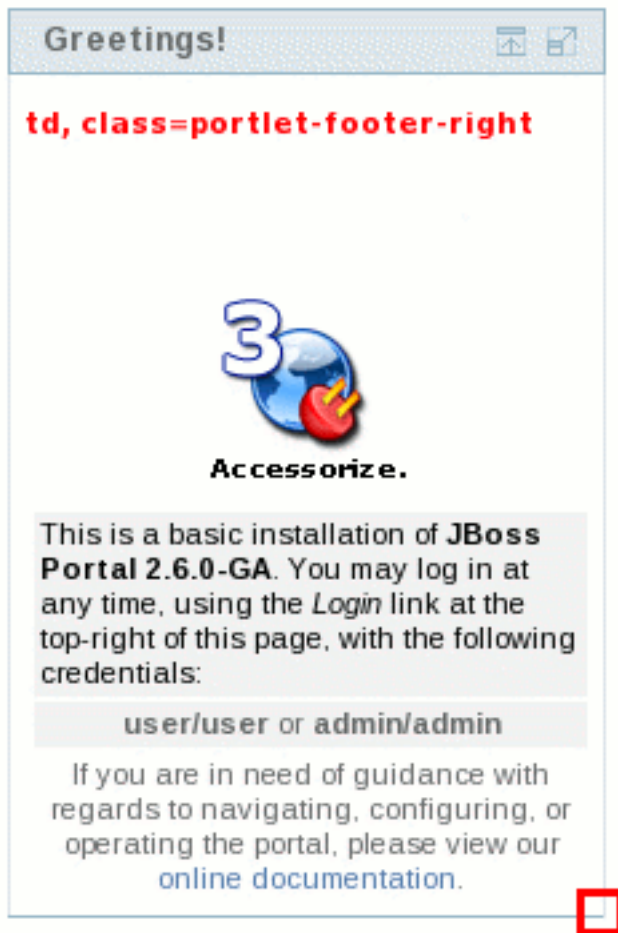 Greetings!
td, class=portlet-footer-right
3
Accessorize.
This is a basic installation of JBoss
Portal 2.6.0-GA. You may log in at
any time, using the Login link at the
top-right of this page, with the following
credentials:
user/user or admin/admin
If you are in need of guidance with
regards to navigating, configuring, or
operating the portal, please view our
online documentation.